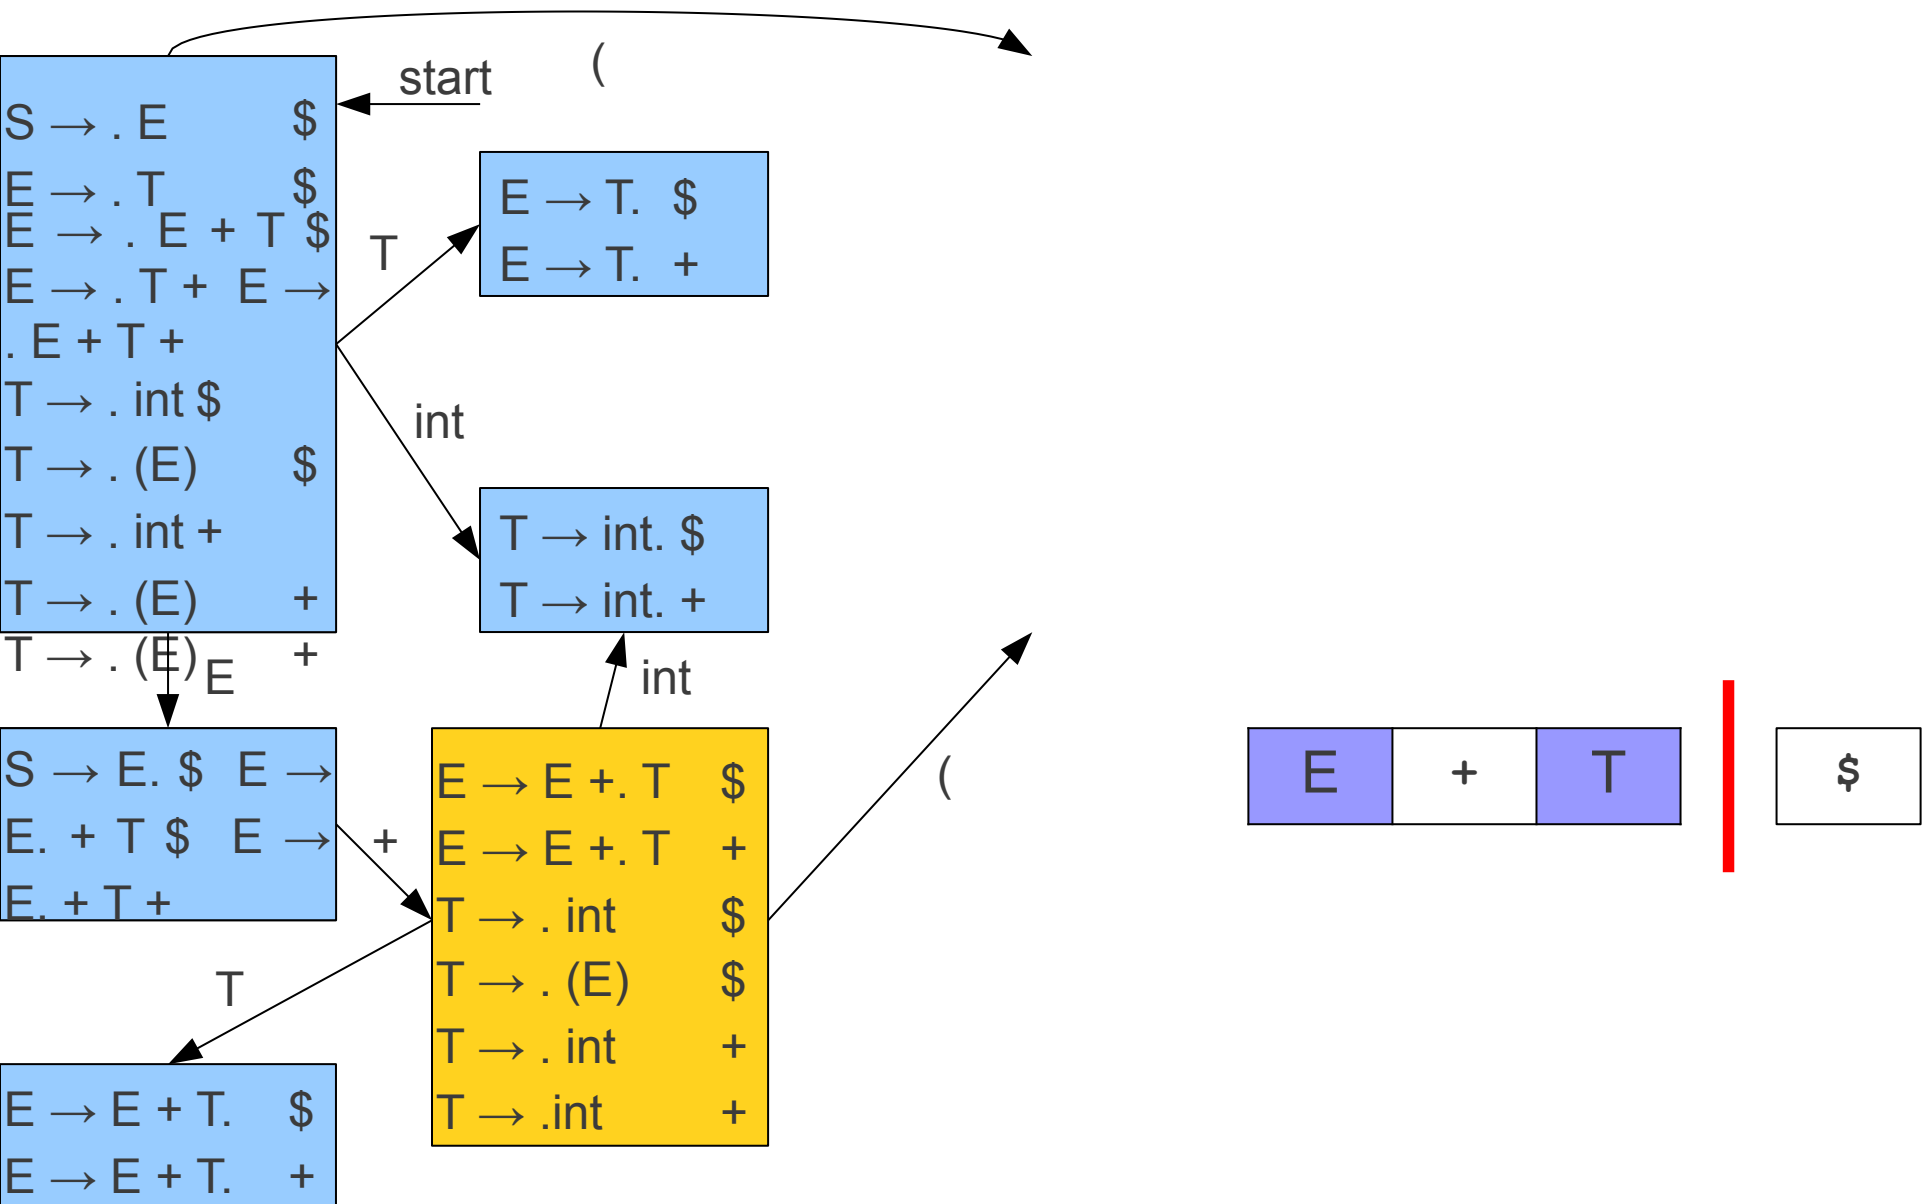 (
start
S → . E $
E → . T $
E → . E + T $
E → . T + E →
. E + T +
T → . int $
T → . (E) $
T → . int +
T → . (E) +
T → . (E) +
E
T
E → T. $
E → T. +
int
T → int. $
T → int. +
int
S → E. $ E →
E. + T $ E →
E. + T +
+
E → E +. T $
E → E +. T +
T → . int $
T → . (E) $
T → . int +
T → .int +
(
T
E → E + T. $
E → E + T. +
E + T $